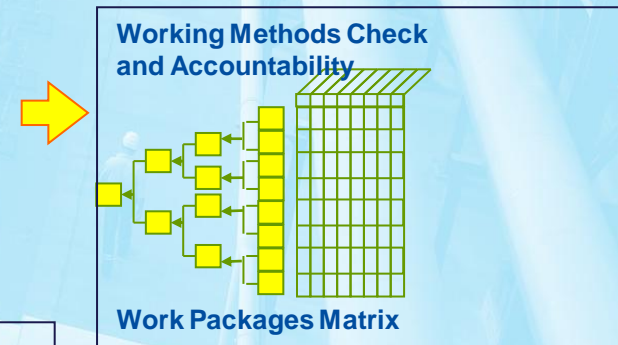 Working Methods Check
and Accountability
Work Packages Matrix